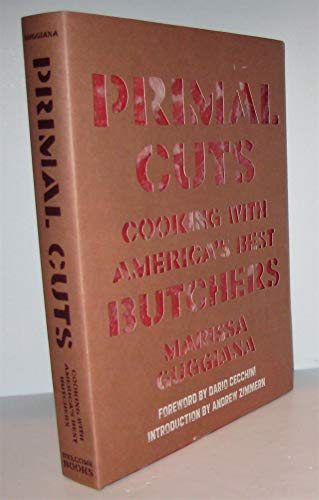 GUGGIANA
PRIMAL CUTS
COOKING WITH
AMERICA'S BEST
BUTCHERS
WELCOME
BOOKS
PRIMAL
CUTS
COOKING WITH
AMERICA'S BEST
BUTCHERS
MARISSA
GUGGIANA
FOREWORD BY DARIO CECCHINI
INTRODUCTION BY ANDREW ZIMMERN